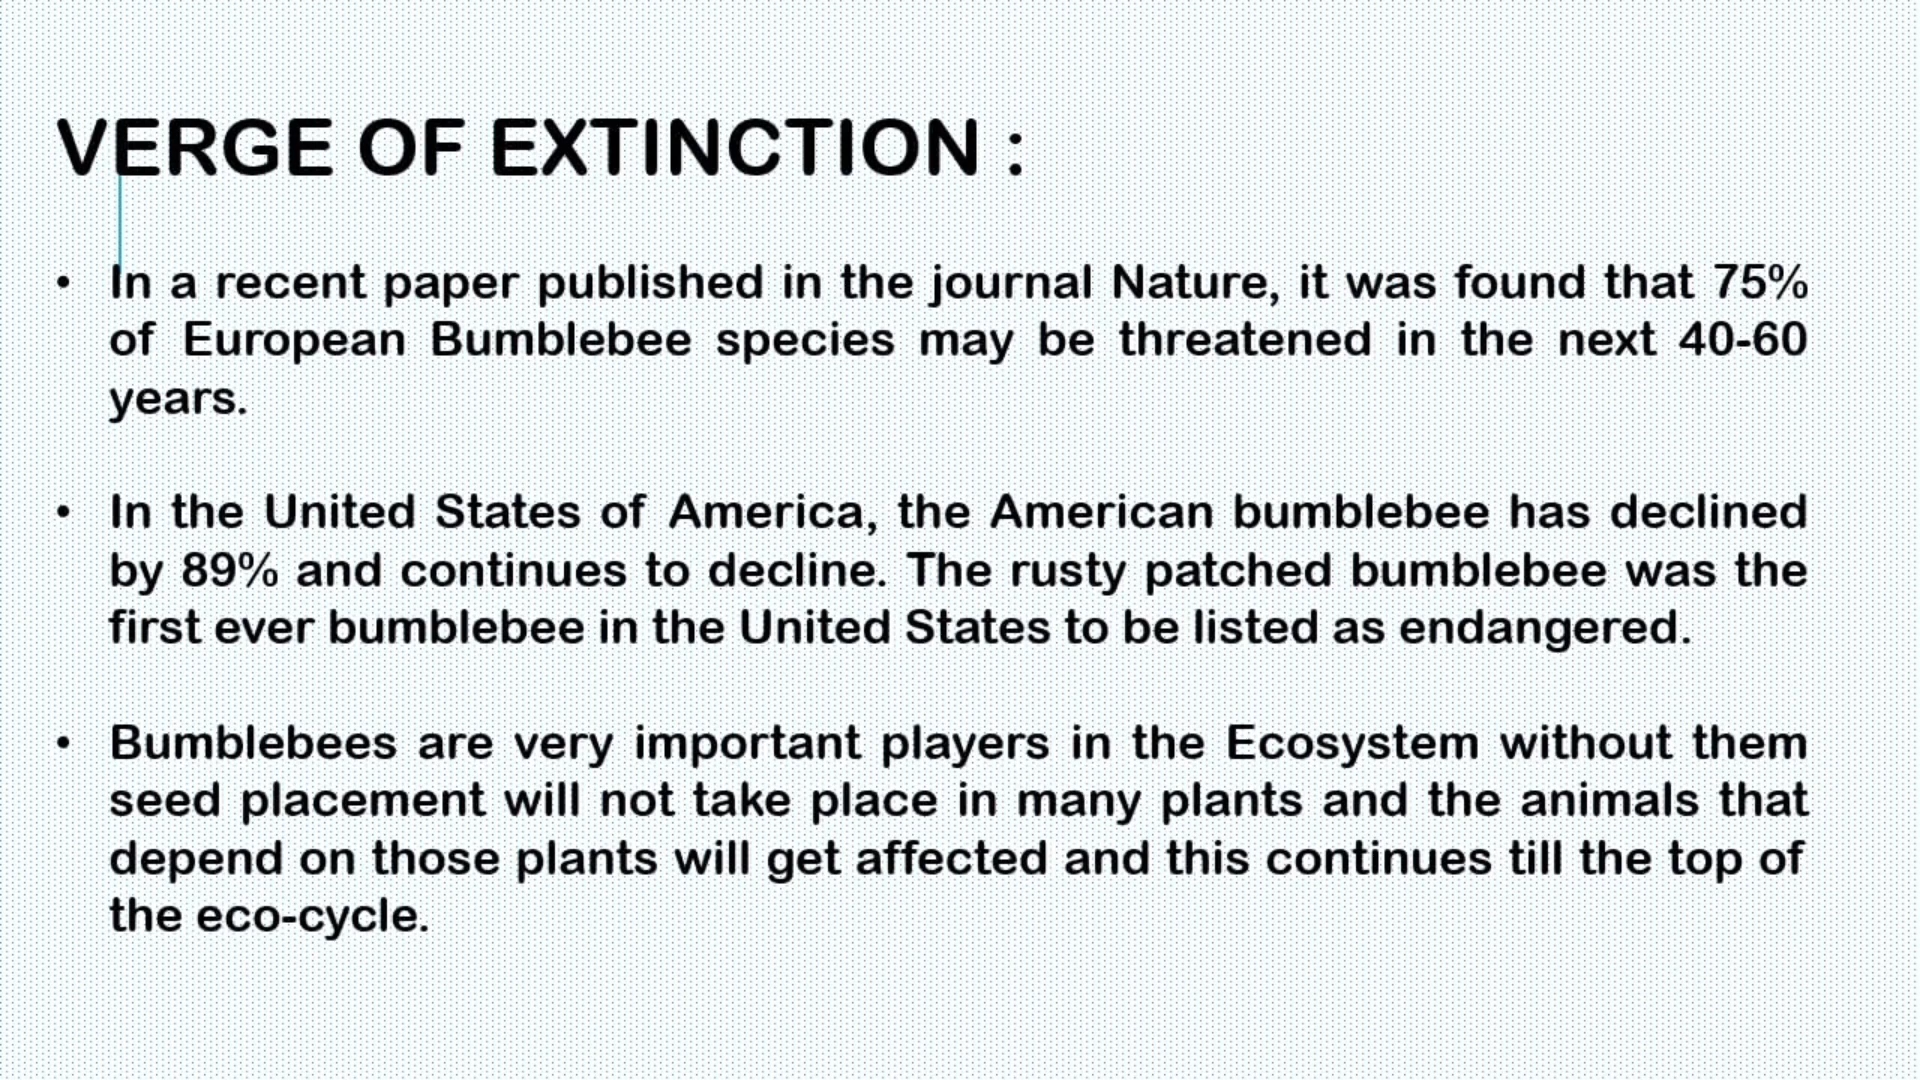 VERGE OF EXTINCTION :
• In a recent paper published in the journal Nature, it was found that 75%
of European Bumblebee species may be threatened in the next 40-60
years.
• In the United States of America, the American bumblebee has declined
by 89% and continues to decline. The rusty patched bumblebee was the
first ever bumblebee in the United States to be listed as endangered.
• Bumblebees are very important players in the Ecosystem without them
seed placement will not take place in many plants and the animals that
depend on those plants will get affected and this continues till the top of
the eco-cycle.